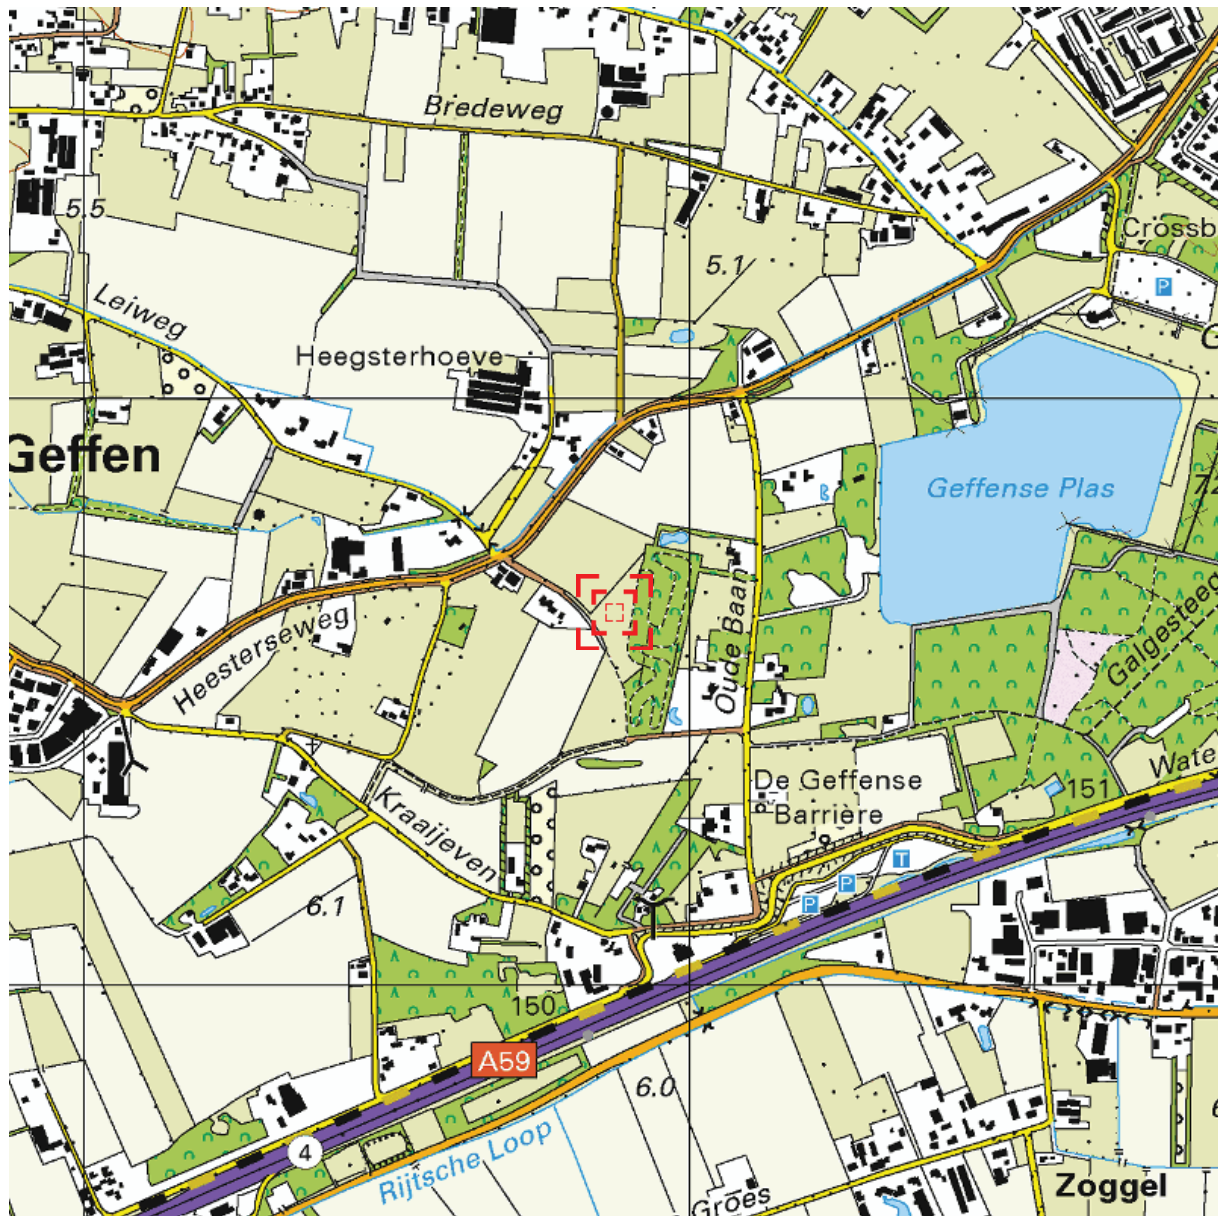 Bredeweg
5.5
Crossb
5.1
P
Leiweg
Heegsterhoeve
Geffen
Geffense Plas
Oude Baan
Galgesteeg
Heesterseweg
Wate
151
De Geffense
Barrière
Kraaijeven
T
P
P
6.1
150
A59
6.0
4
Rijtsche Loop
Zoggel
Groes